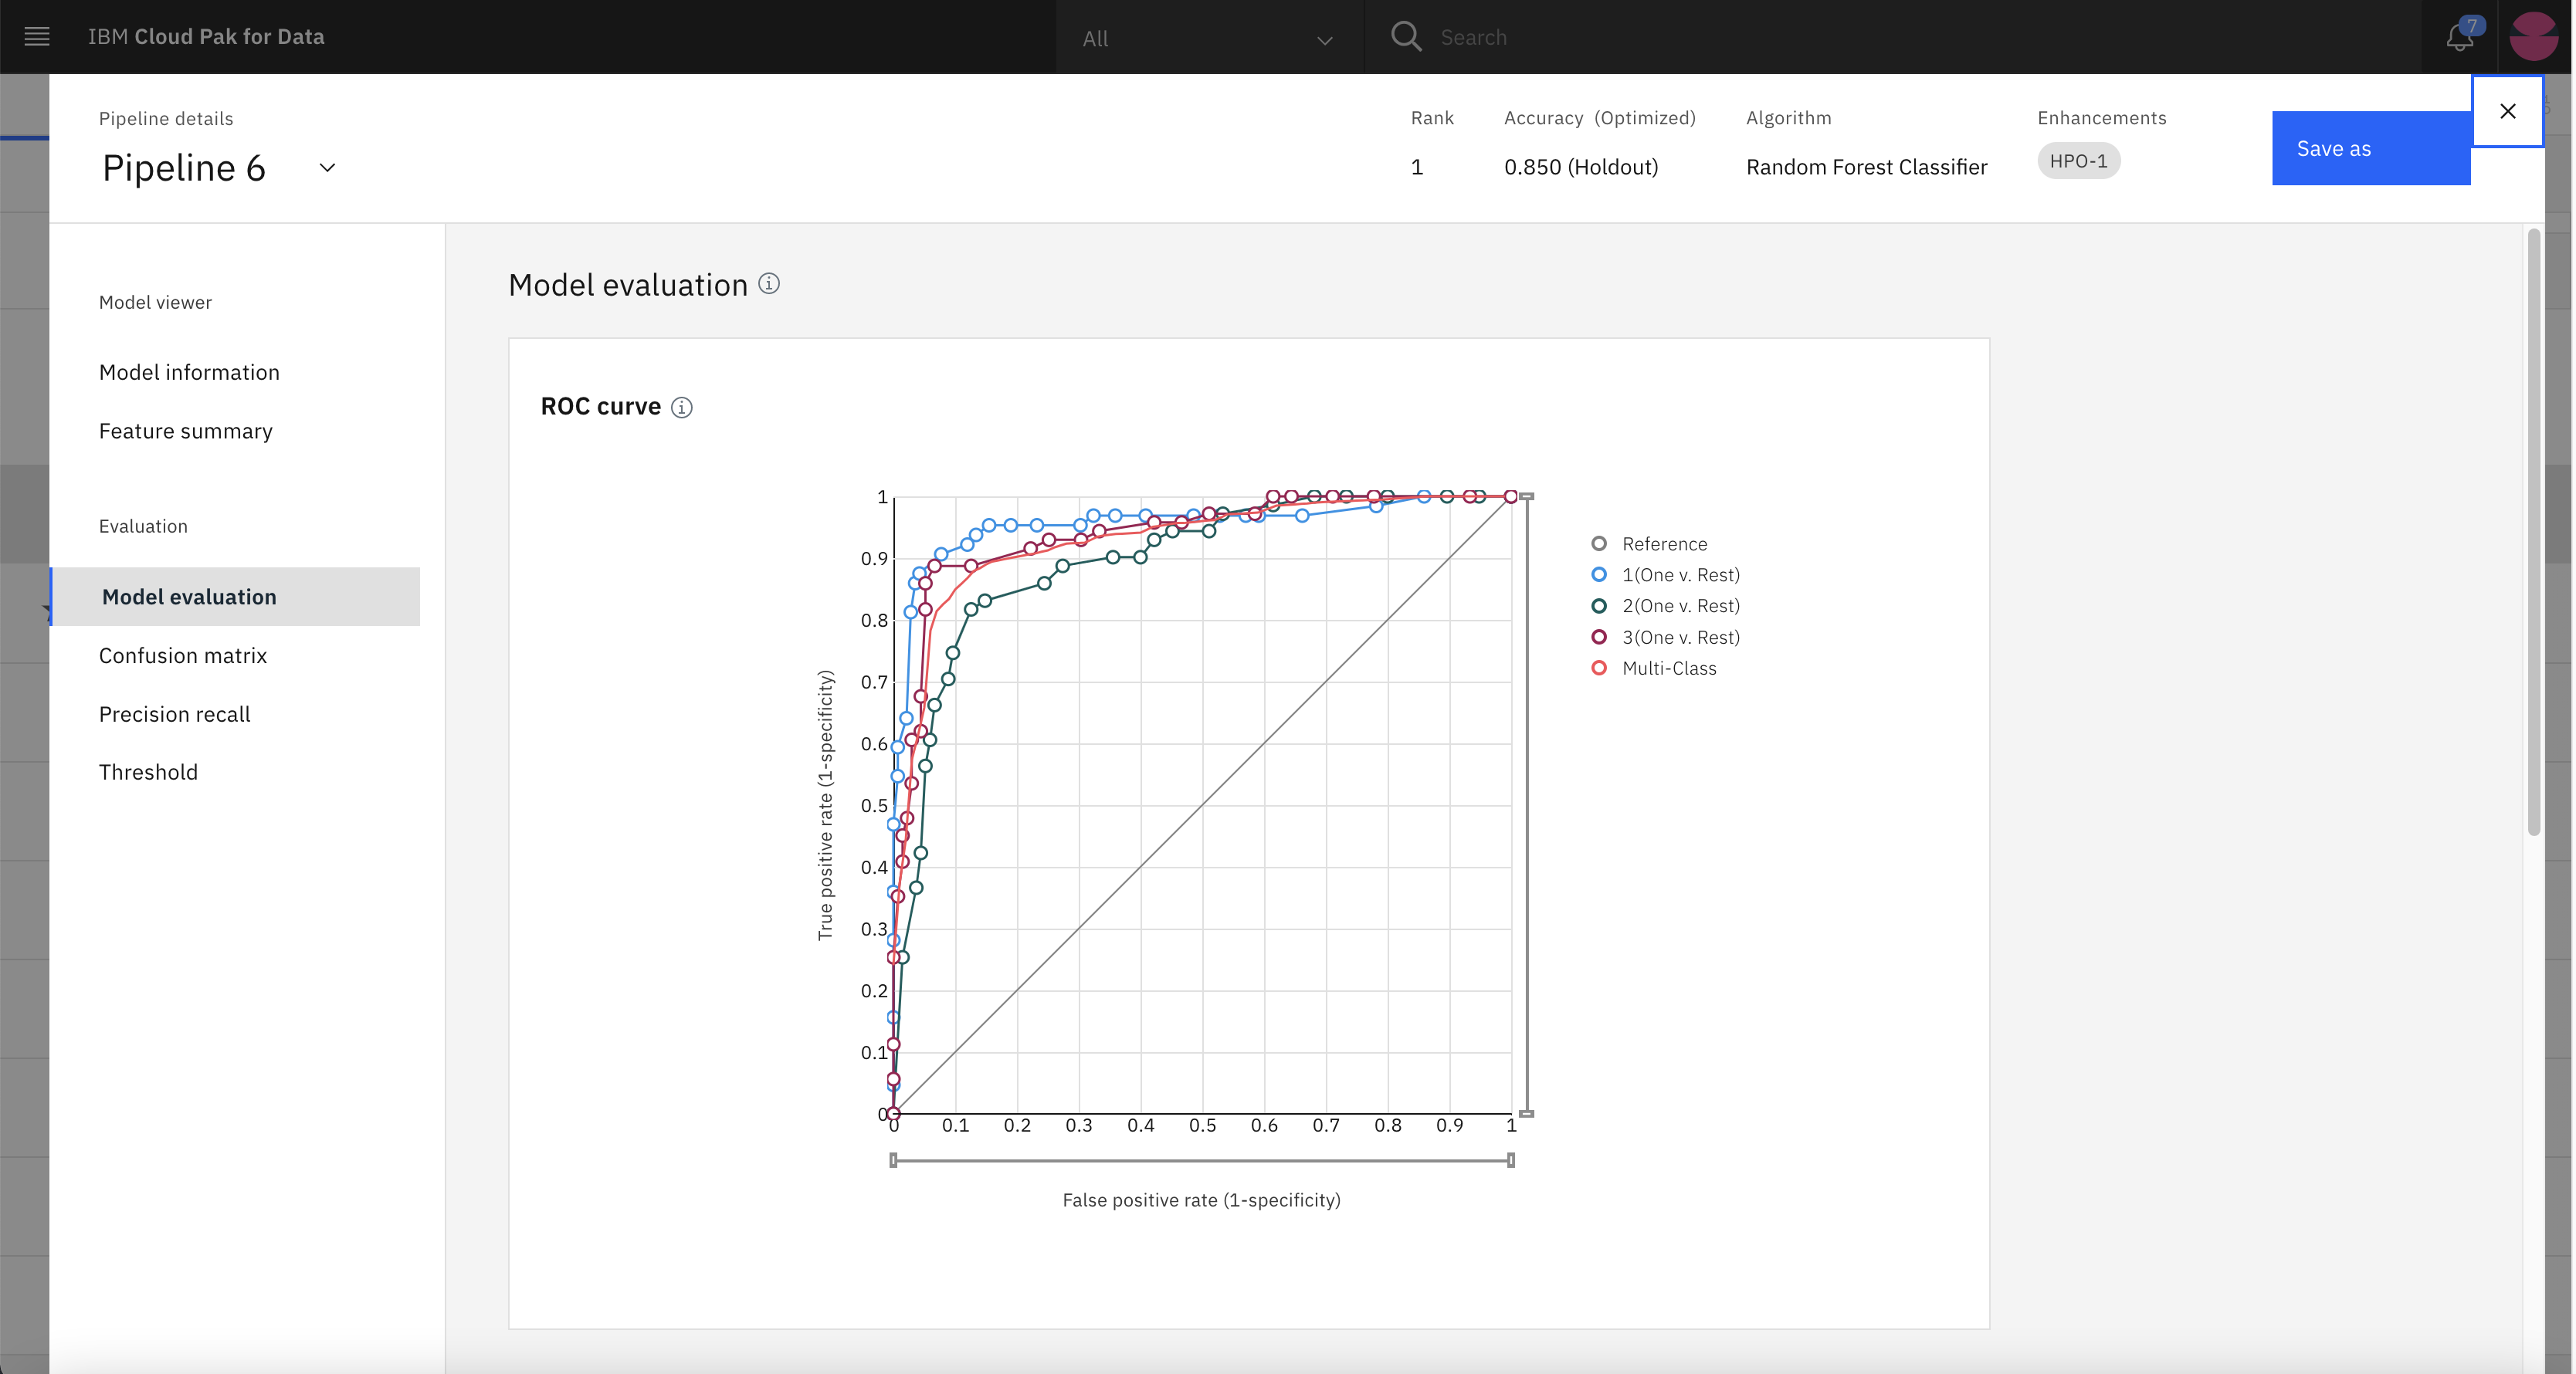 IBM Cloud Pak for Data
All
Search
7
Pipeline details
Pipeline 6
Rank
1
Accuracy (Optimized)
0.850 (Holdout)
Algorithm
Random Forest Classifier
Enhancements
HPO-1
Save as
Model viewer
Model information
Feature summary
Evaluation
Model evaluation
Confusion matrix
Precision recall
Threshold
Model evaluation
ROC curve
True positive rate (1-specificity)
1
0.9
0.8
0.7
0.6
0.5
0.4
0.3
0.2
0.1
0
0 0.1 0.2 0.3 0.4 0.5 0.6 0.7 0.8 0.9 1
False positive rate (1-specificity)
Reference
1(One v. Rest)
2(One v. Rest)
3(One v. Rest)
Multi-Class